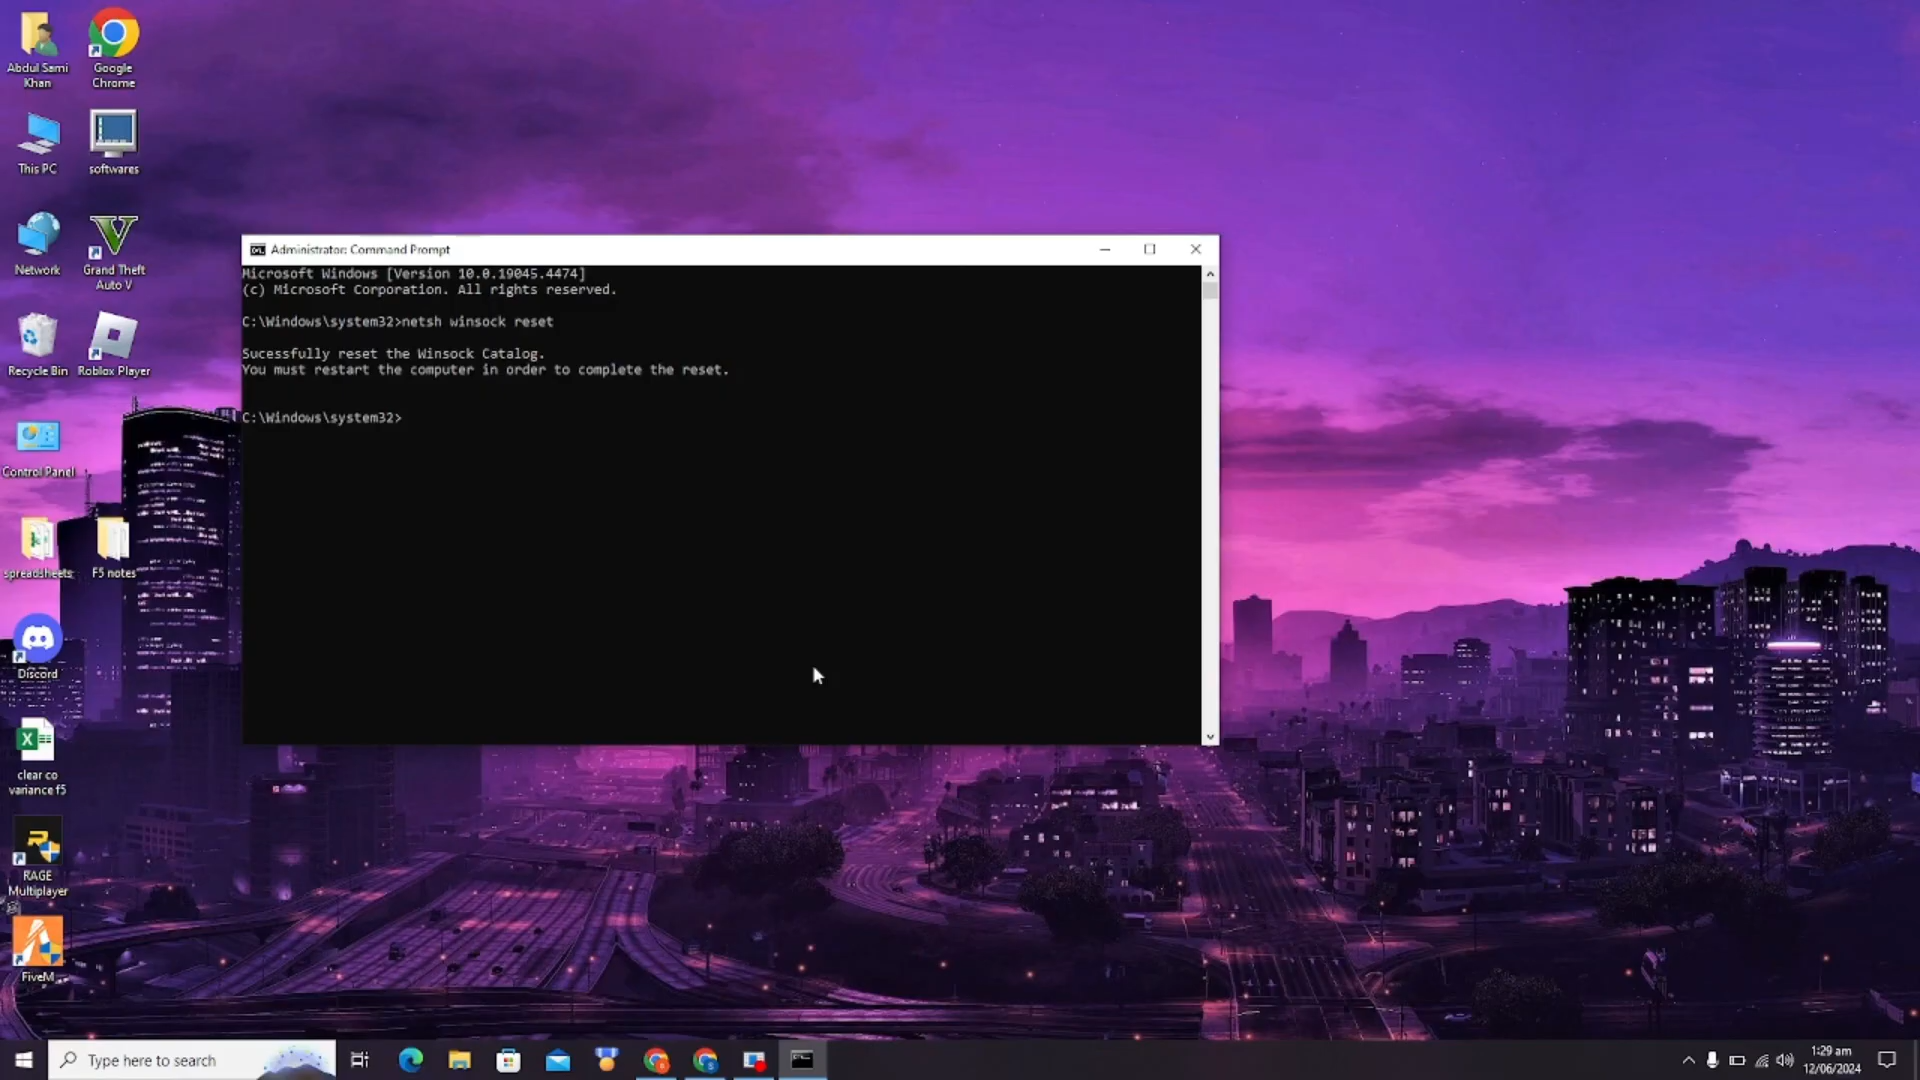 Abdul Sami
Khan
Google
Chrome
This PC
softwares
Network
Grand Theft
Auto V
Recycle Bin
Roblox Player
Control Panel
spreadsheets
F5 notes
Discord
clear co
variance f5
RAGE
Multiplayer
FiveM
Administrator: Command Prompt
Microsoft Windows [Version 10.0.19045.4474]
(c) Microsoft Corporation. All rights reserved.
C:\Windows\system32>netsh winsock reset
Sucessfully reset the Winsock Catalog.
You must restart the computer in order to complete the reset.
C:\Windows\system32>
Type here to search
1:29 am
12/06/2024